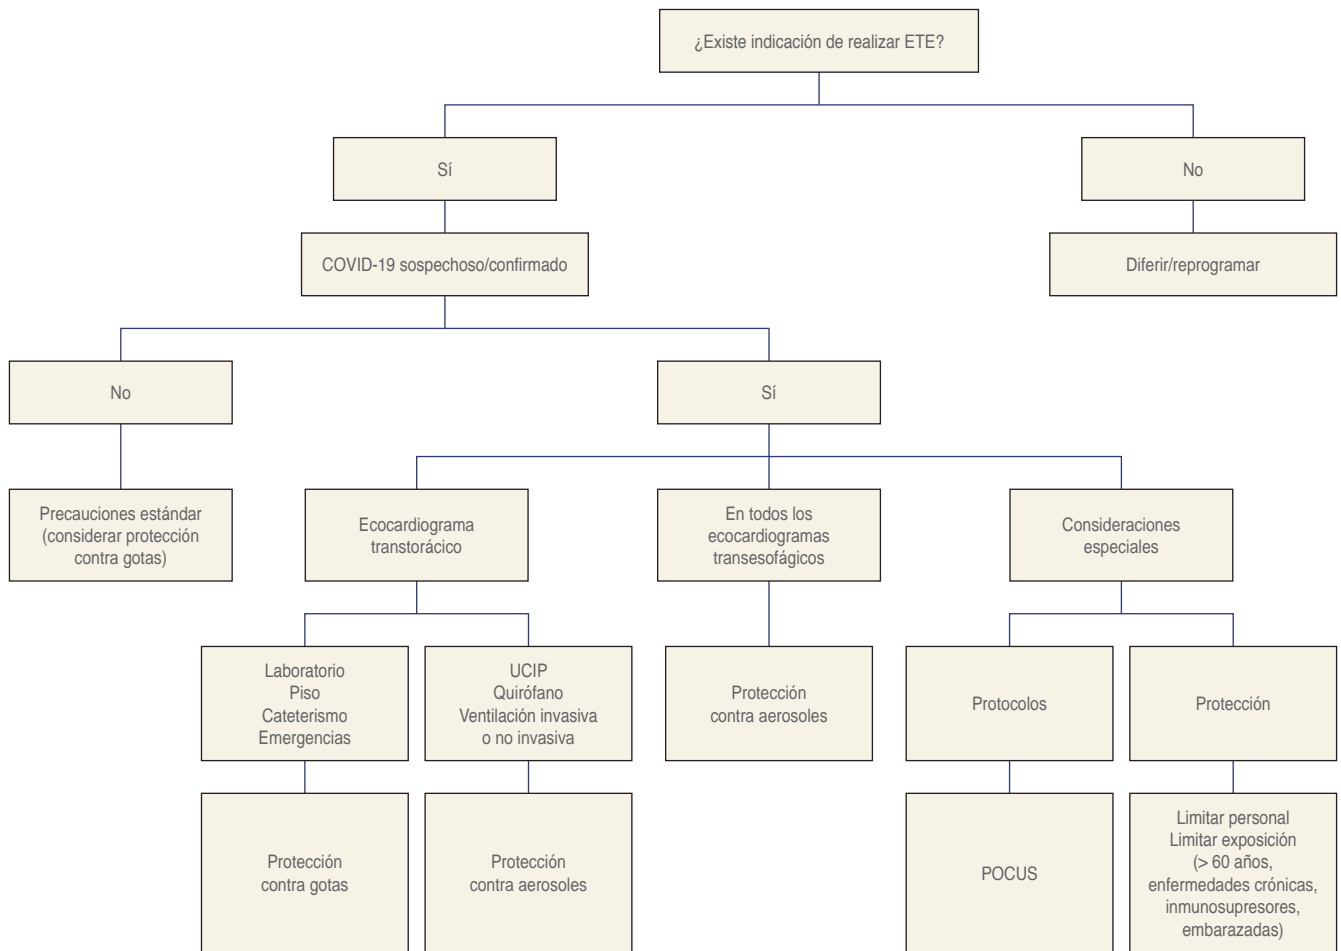 ¿Existe indicación de realizar ETE?
Sí
No
COVID-19 sospechoso/confirmado
Diferir/reprogramar
No
Sí
Precauciones estándar
(considerar protección
contra gotas)
Ecocardiograma
transtorácico
En todos los
ecocardiogramas
transesofágicos
Consideraciones
especiales
Laboratorio
Piso
Cateterismo
Emergencias
UCIP
Quirófano
Ventilación invasiva
o no invasiva
Protección
contra aerosoles
Protocolos
Protección
Protección
contra gotas
Protección
contra aerosoles
POCUS
Limitar personal
Limitar exposición
(> 60 años,
enfermedades crónicas,
inmunosupresores,
embarazadas)